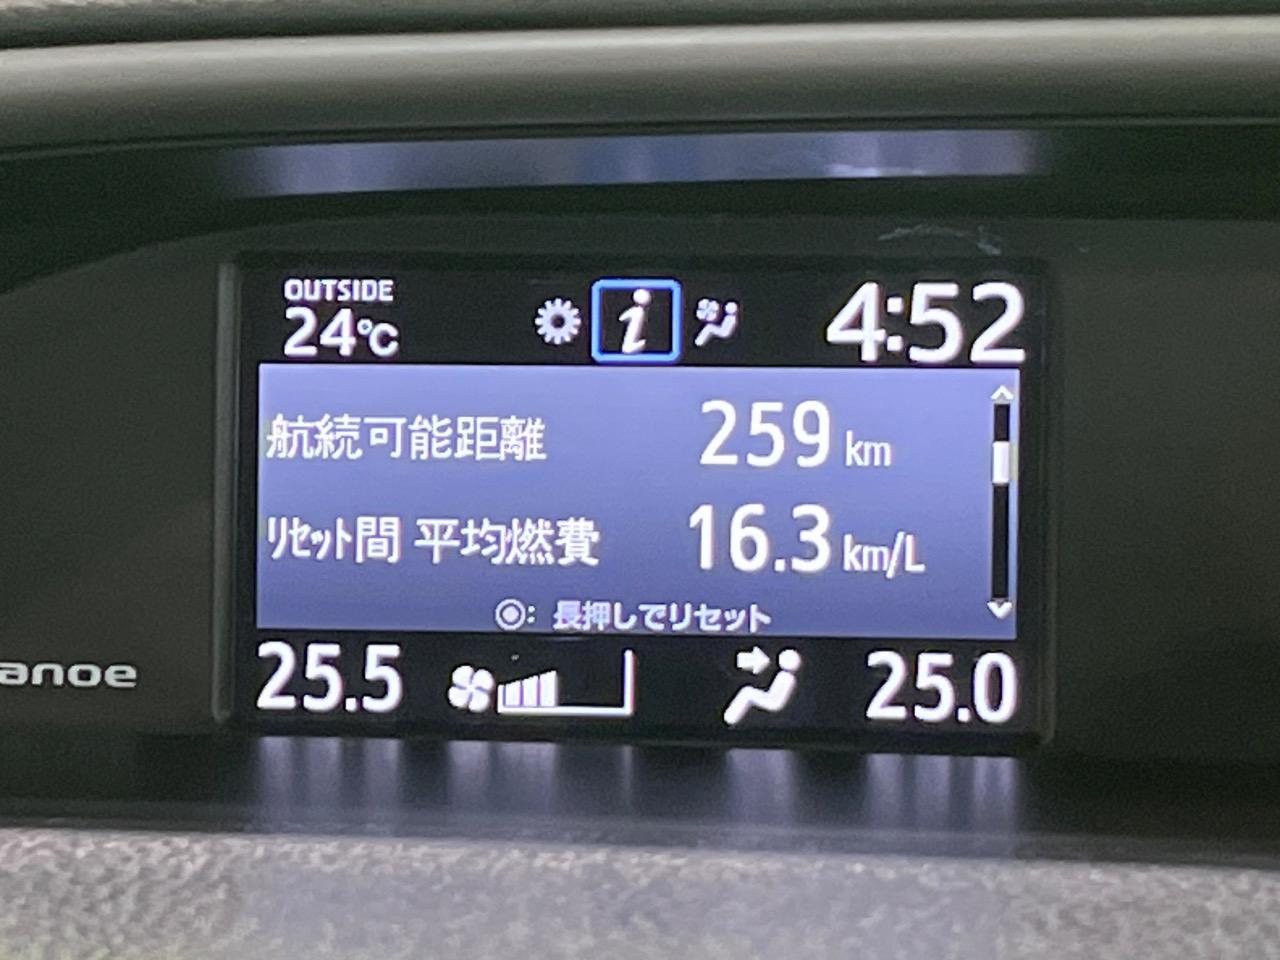 OUTSIDE
24℃
4:52
航続可能距離 259 km
リセット間 平均燃費 16.3 km/L
◎: 長押しでリセット
25.5 25.0
anoe